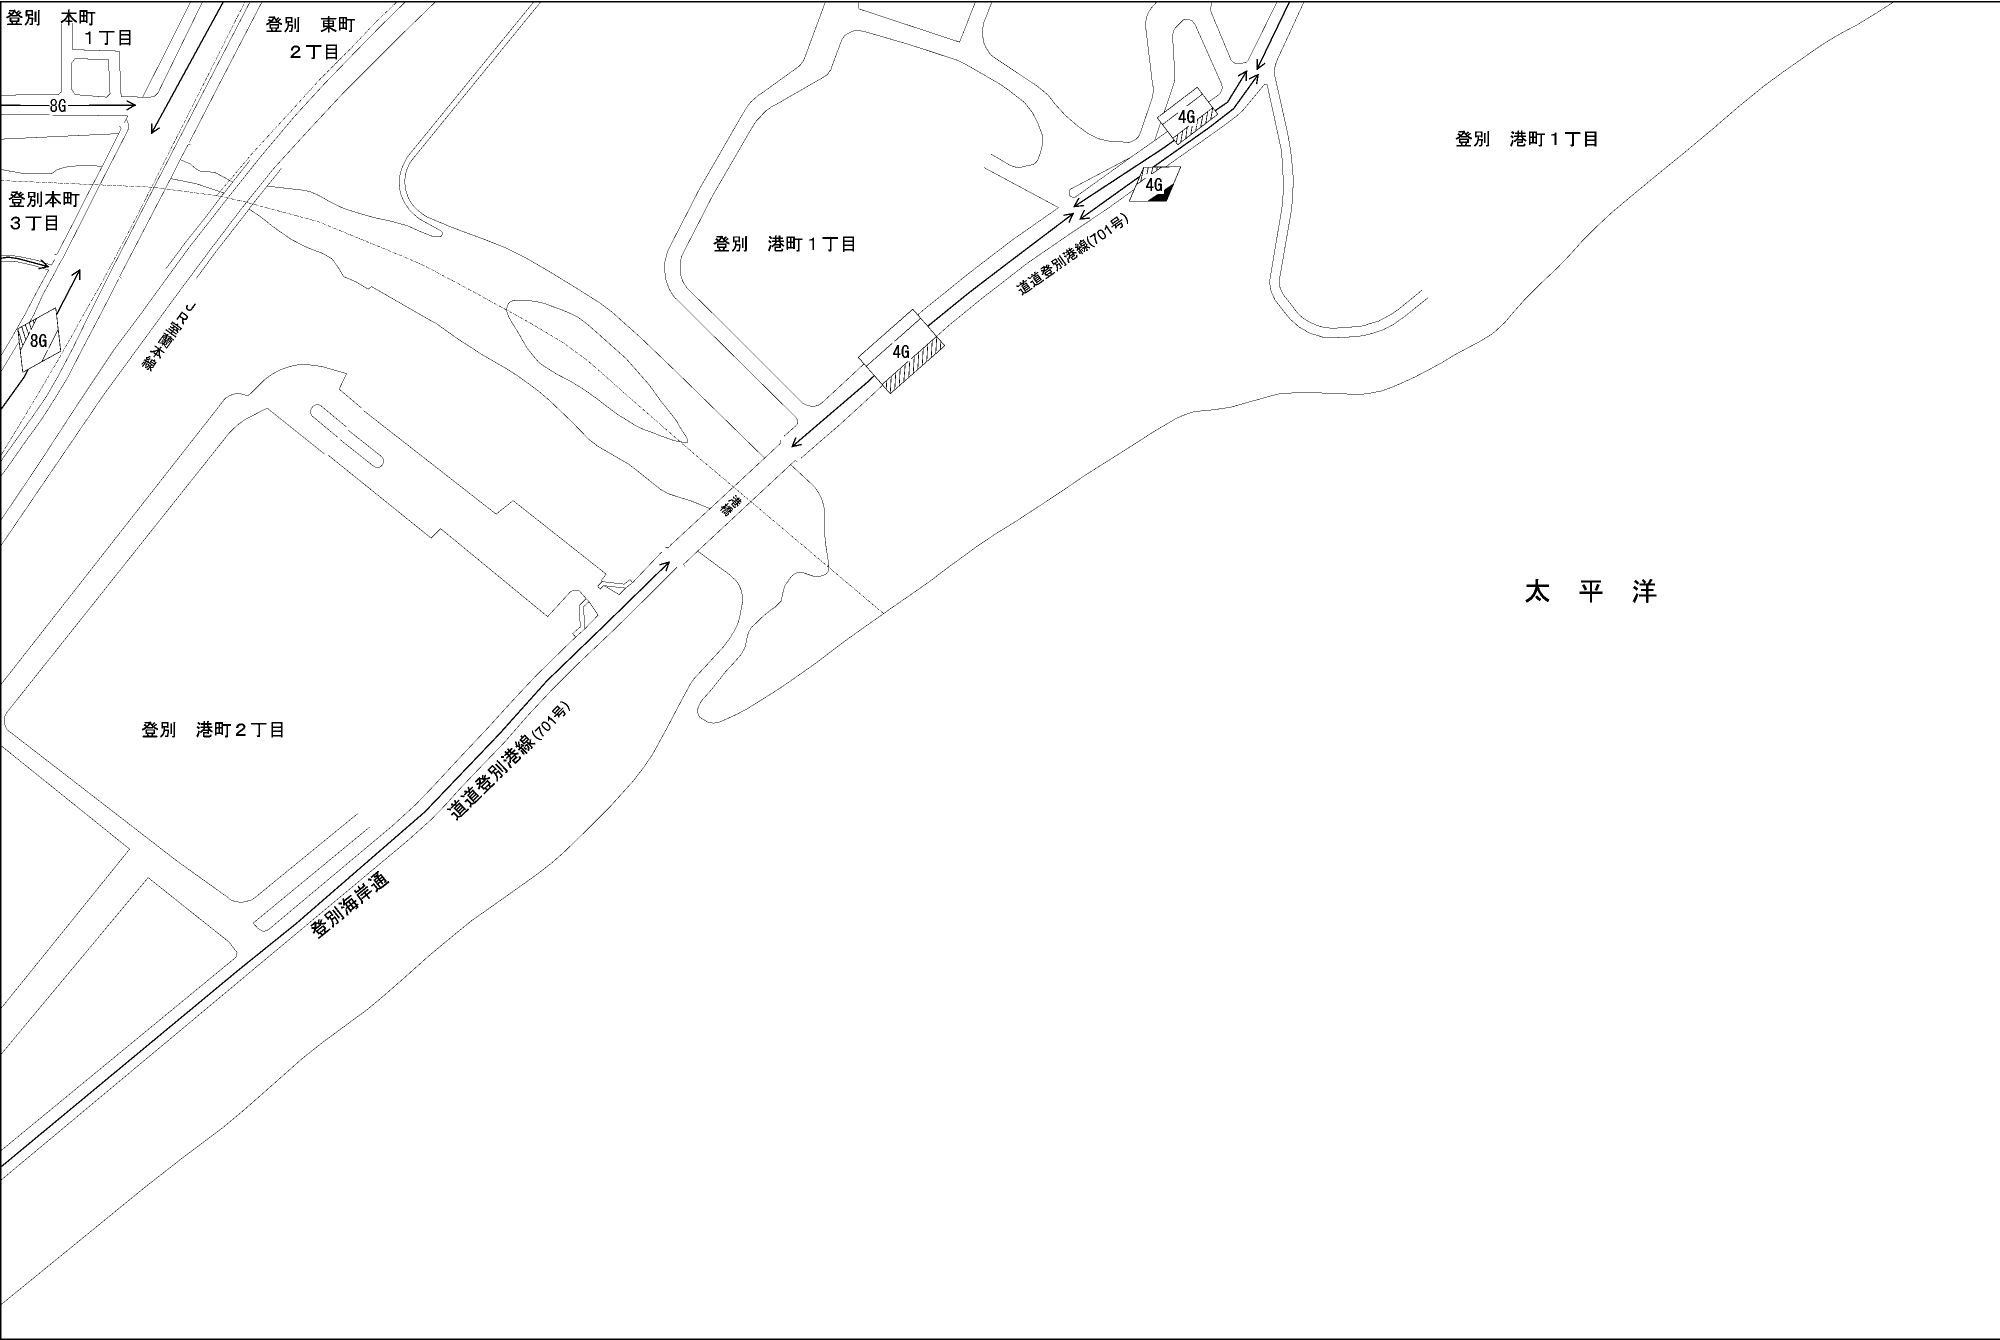 登別　本町
１丁目
登別　東町
２丁目
8G
4G
登別　港町１丁目
4G
登別本町
３丁目
登別　港町１丁目
道道登別港線(701号)
8G
JR室蘭本線
4G
港橋
太　平　洋
登別　港町２丁目
道道登別港線(701号)
登別海岸通